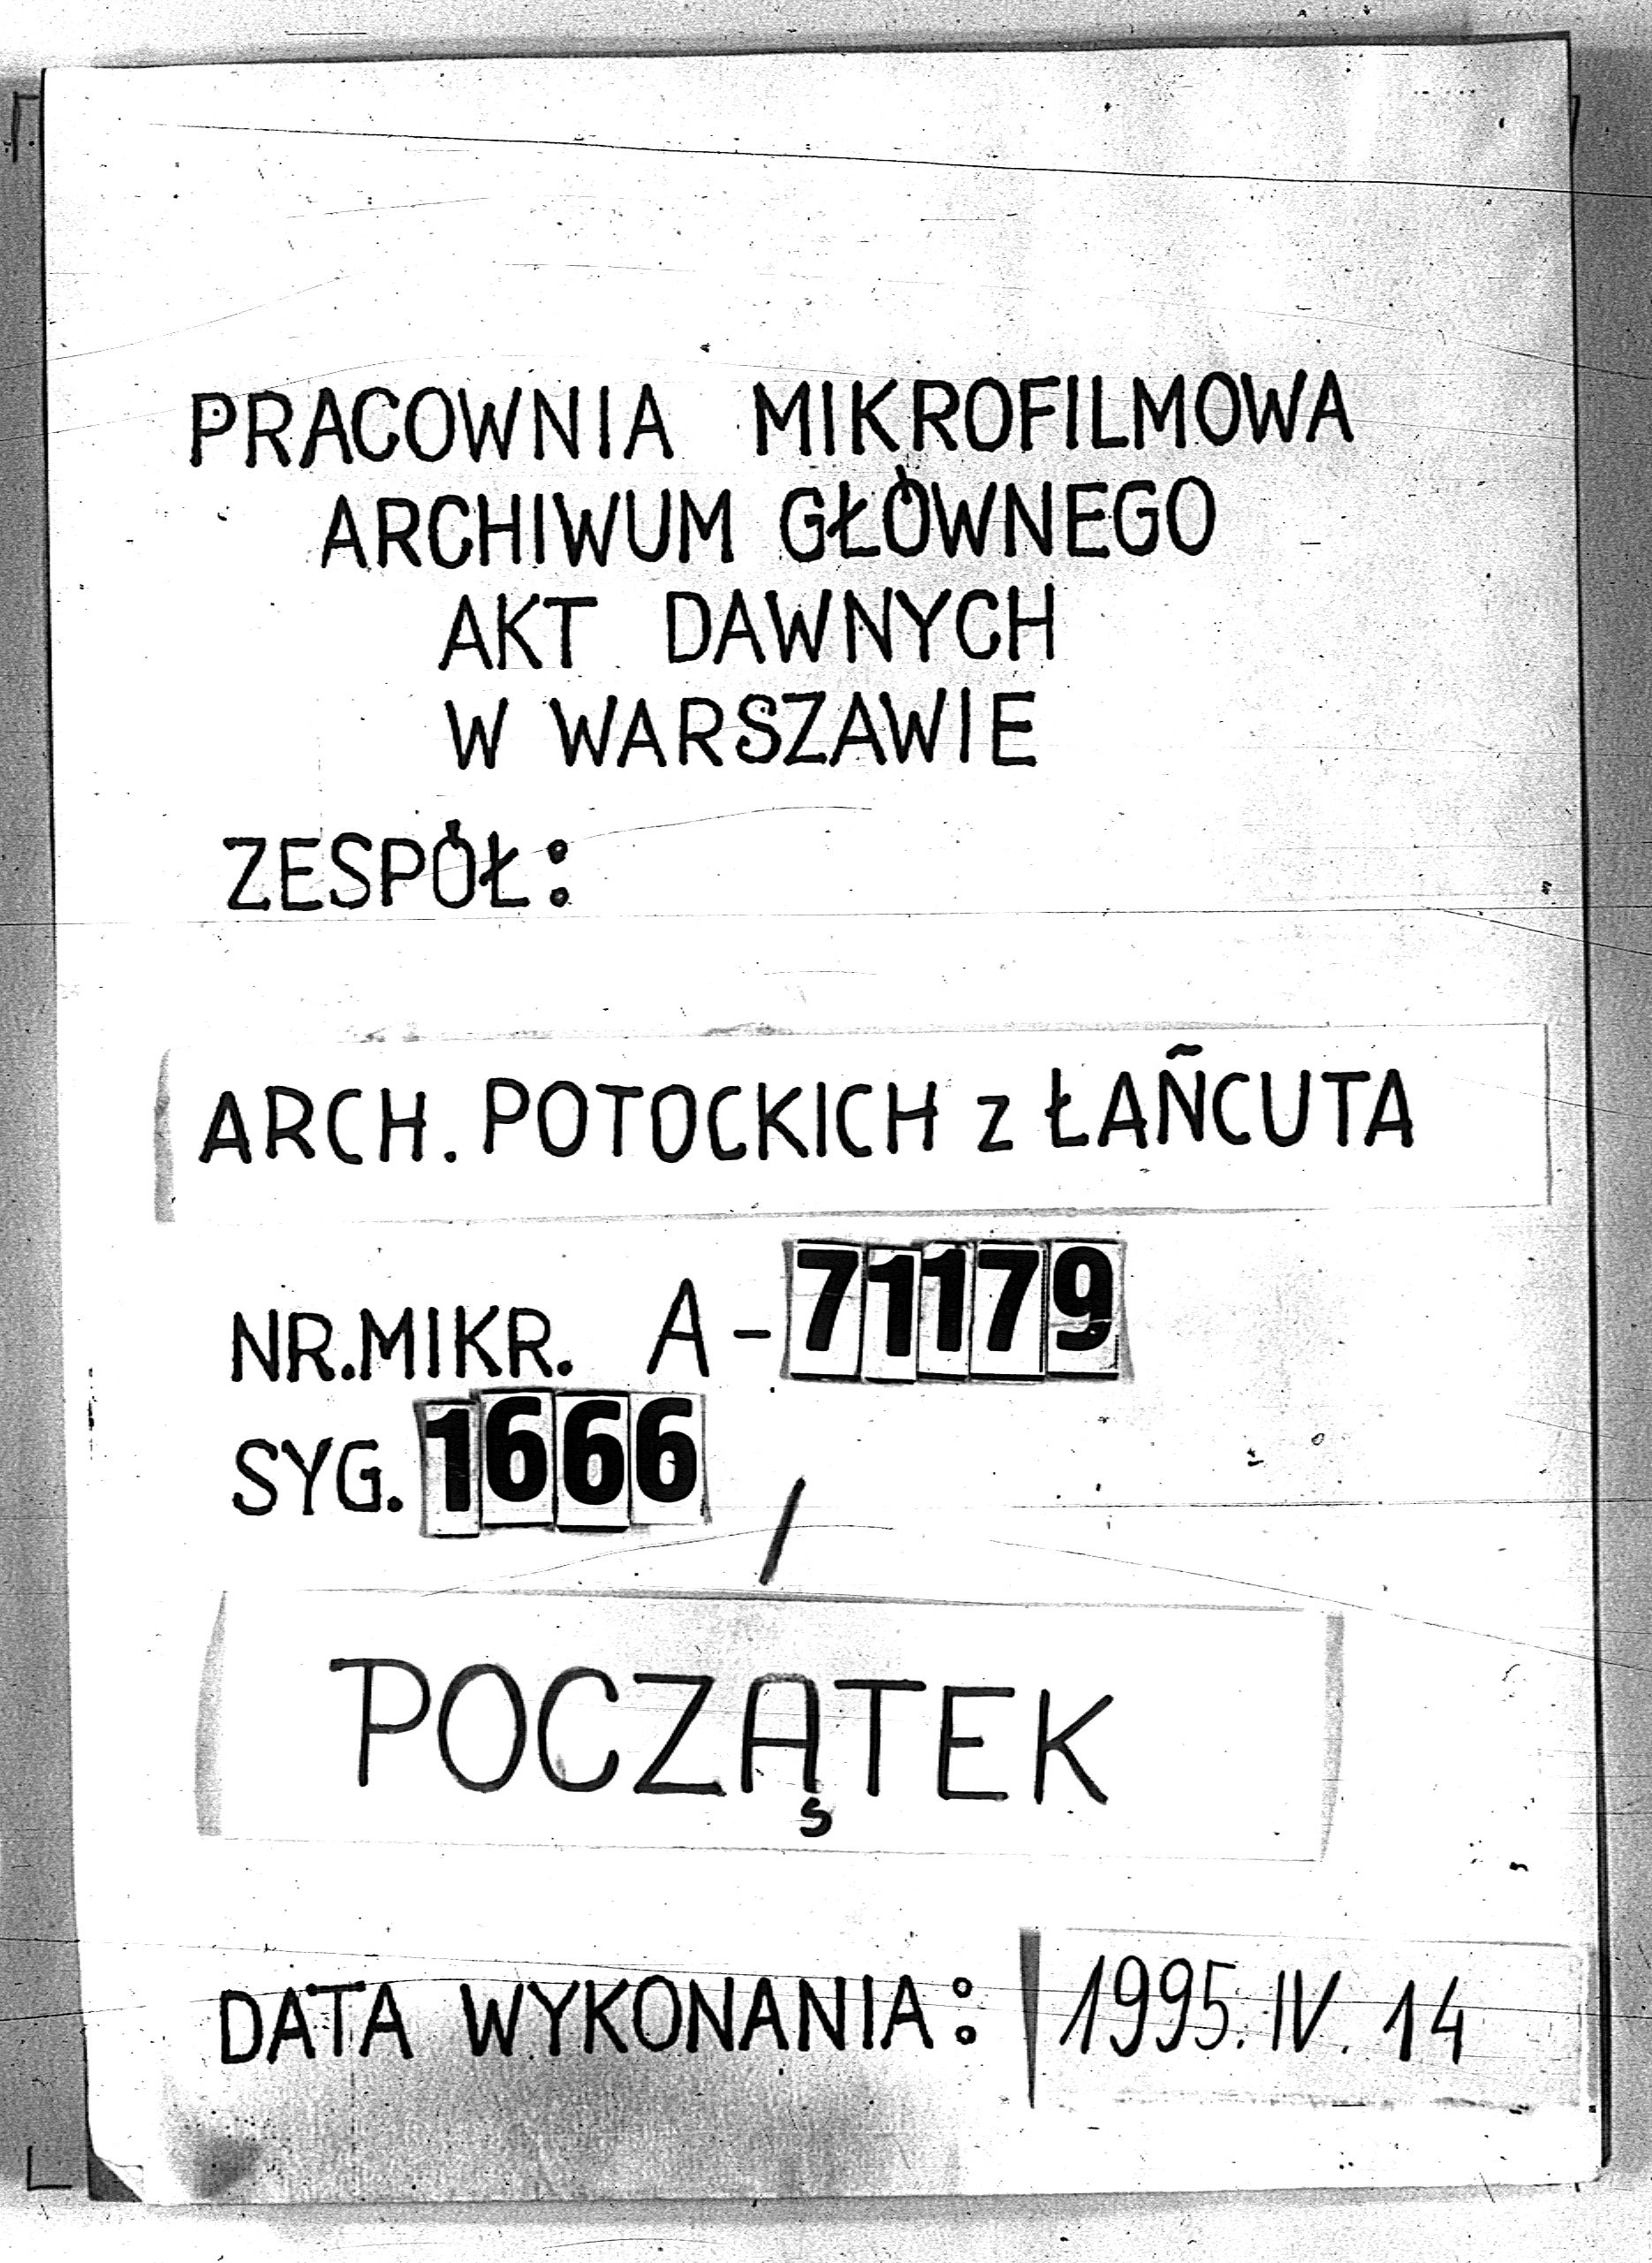 PRACOWNIA MIKROFILMOWA
ARCHIWUM GŁÓWNEGO
AKT DAWNYCH
W WARSZAWIE
ZESPÓŁ:
ARCH. POTOCKICH z ŁAŃCUTA
NR.MIKR. A-71179
SYG. 1666 /
POCZĄTEK
DATA WYKONANIA: 1995.IV.14